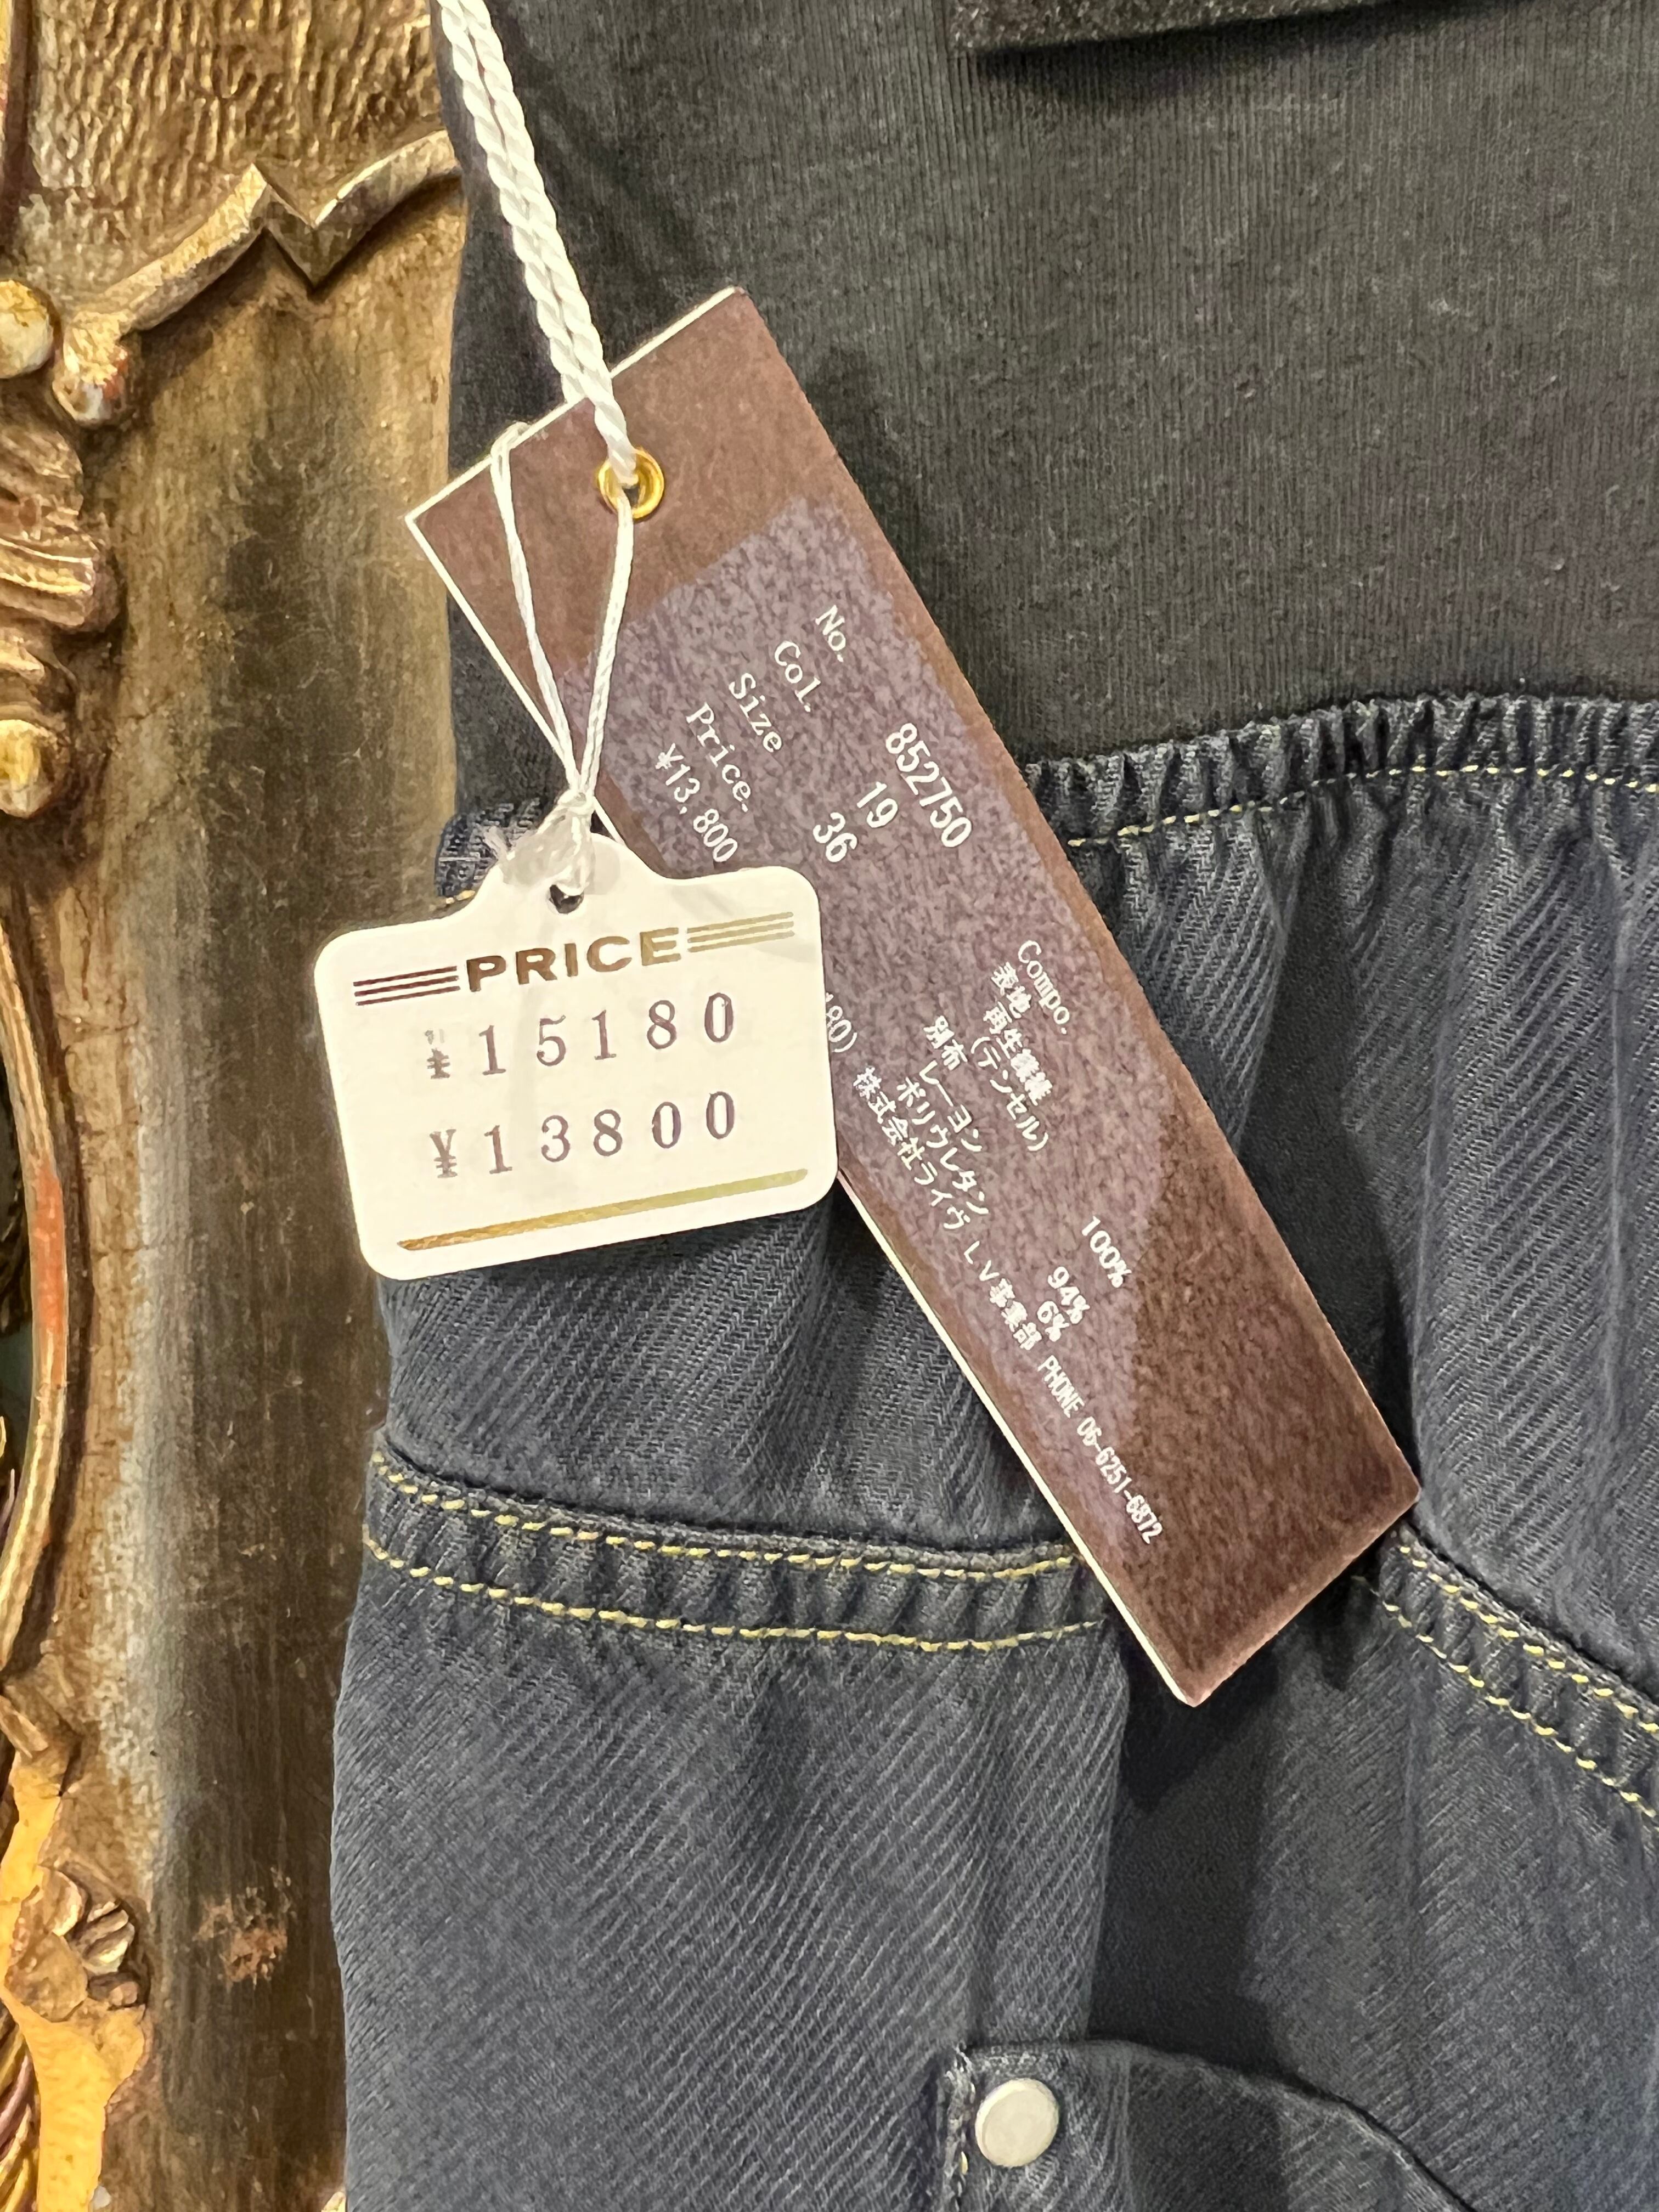 No. 852750
Col. 19
Size 36
Price.
¥13,800
180)
Compo.
表地 再生繊維 100%
(テンセル)
別布 レーヨン 94%
ポリウレタン 6%
株式会社ライヴ LV事業部 PHONE 06-6251-6872
PRICE
¥15180
¥13800